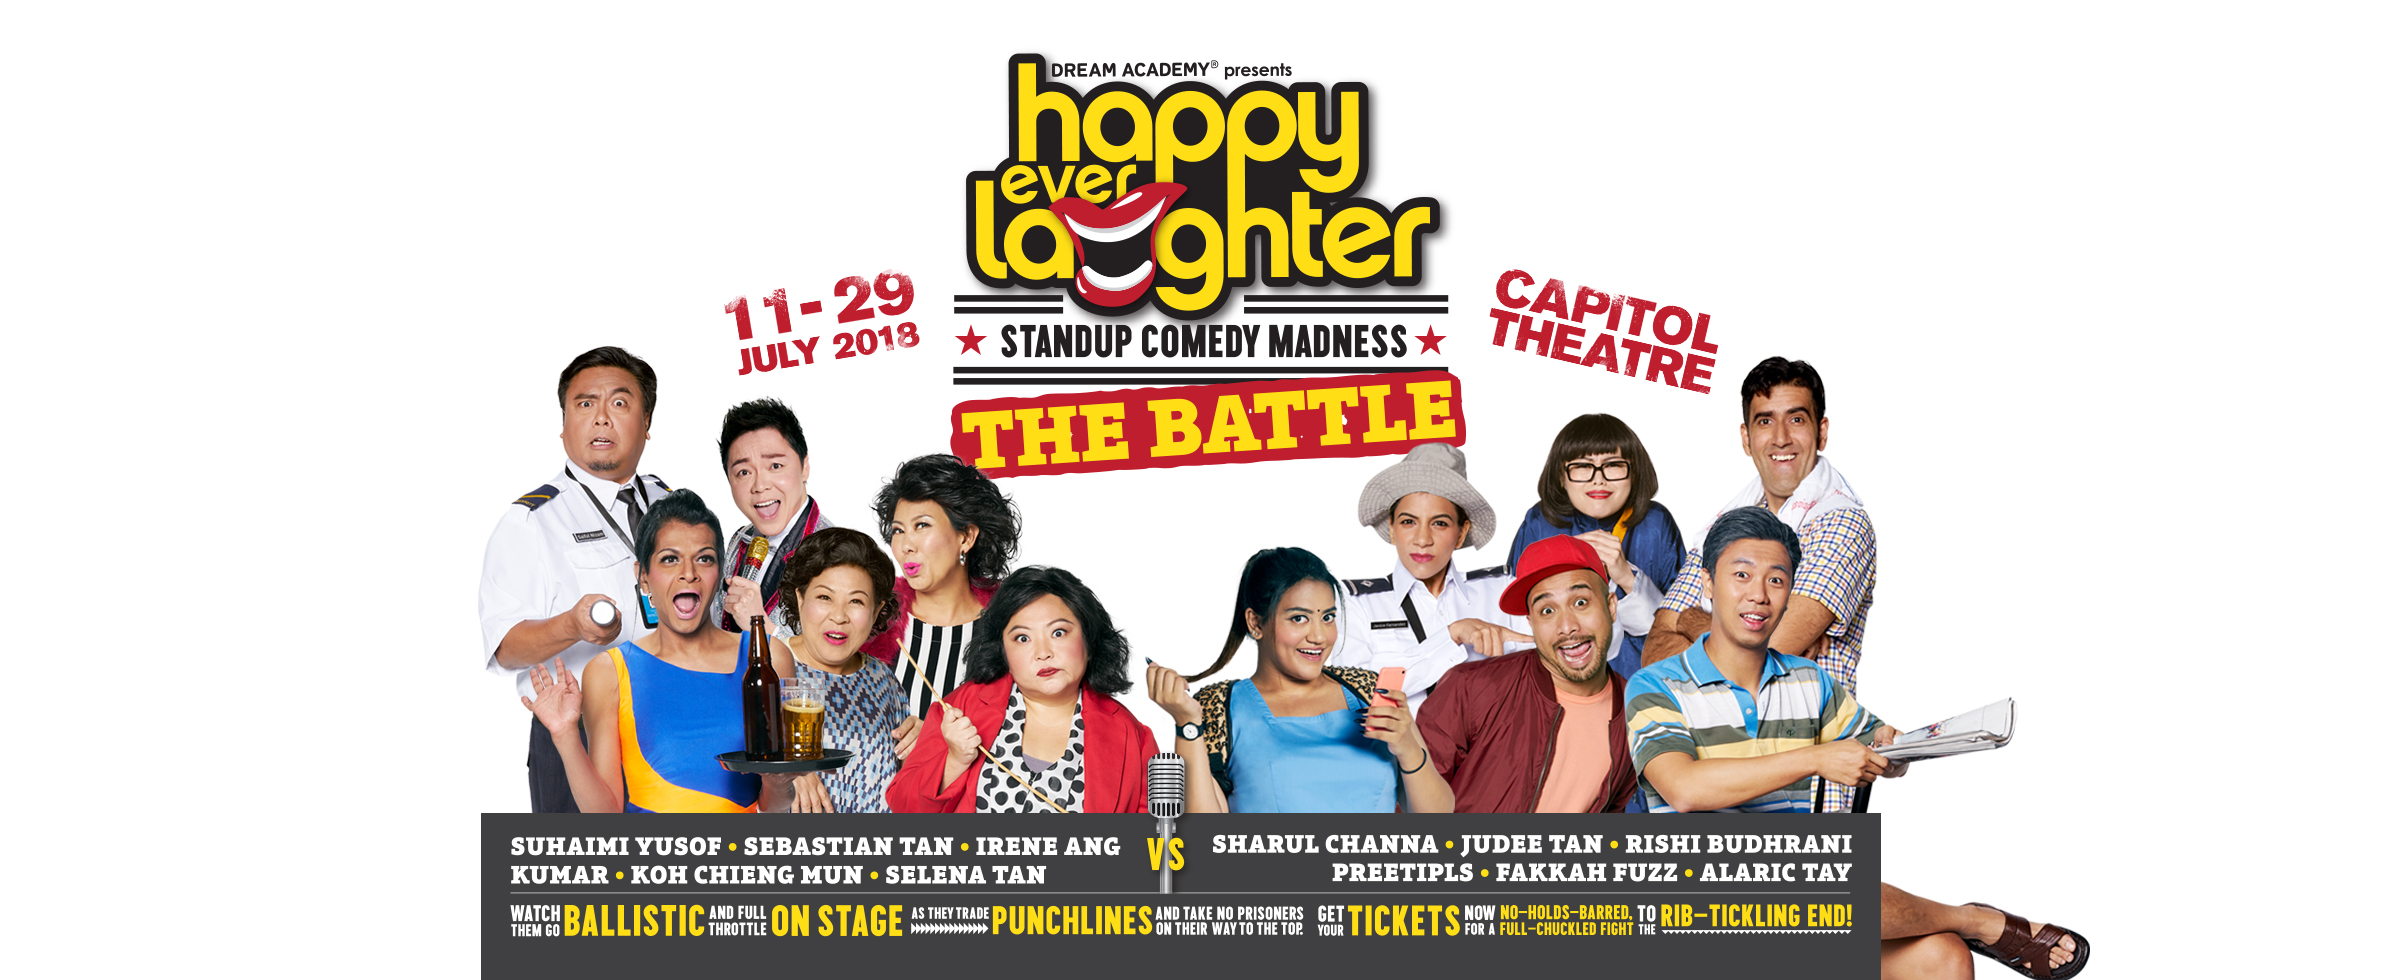 DREAM ACADEMY® presents
happy
ever
laughter
11-29
JULY 2018
CAPITOL
THEATRE
STANDUP COMEDY MADNESS
THE BATTLE
SUHAIMI YUSOF • SEBASTIAN TAN • IRENE ANG
KUMAR • KOH CHIENG MUN • SELENA TAN
VS
SHARUL CHANNA • JUDEE TAN • RISHI BUDHRANI
PREETIPLS • FAKKAH FUZZ • ALARIC TAY
WATCH THEM GO BALLISTIC AND FULL THROTTLE ON STAGE AS THEY TRADE PUNCHLINES AND TAKE NO PRISONERS ON THEIR WAY TO THE TOP. GET YOUR TICKETS NOW FOR A NO-HOLDS-BARRED, FULL-CHUCKLED FIGHT TO THE RIB-TICKLING END!